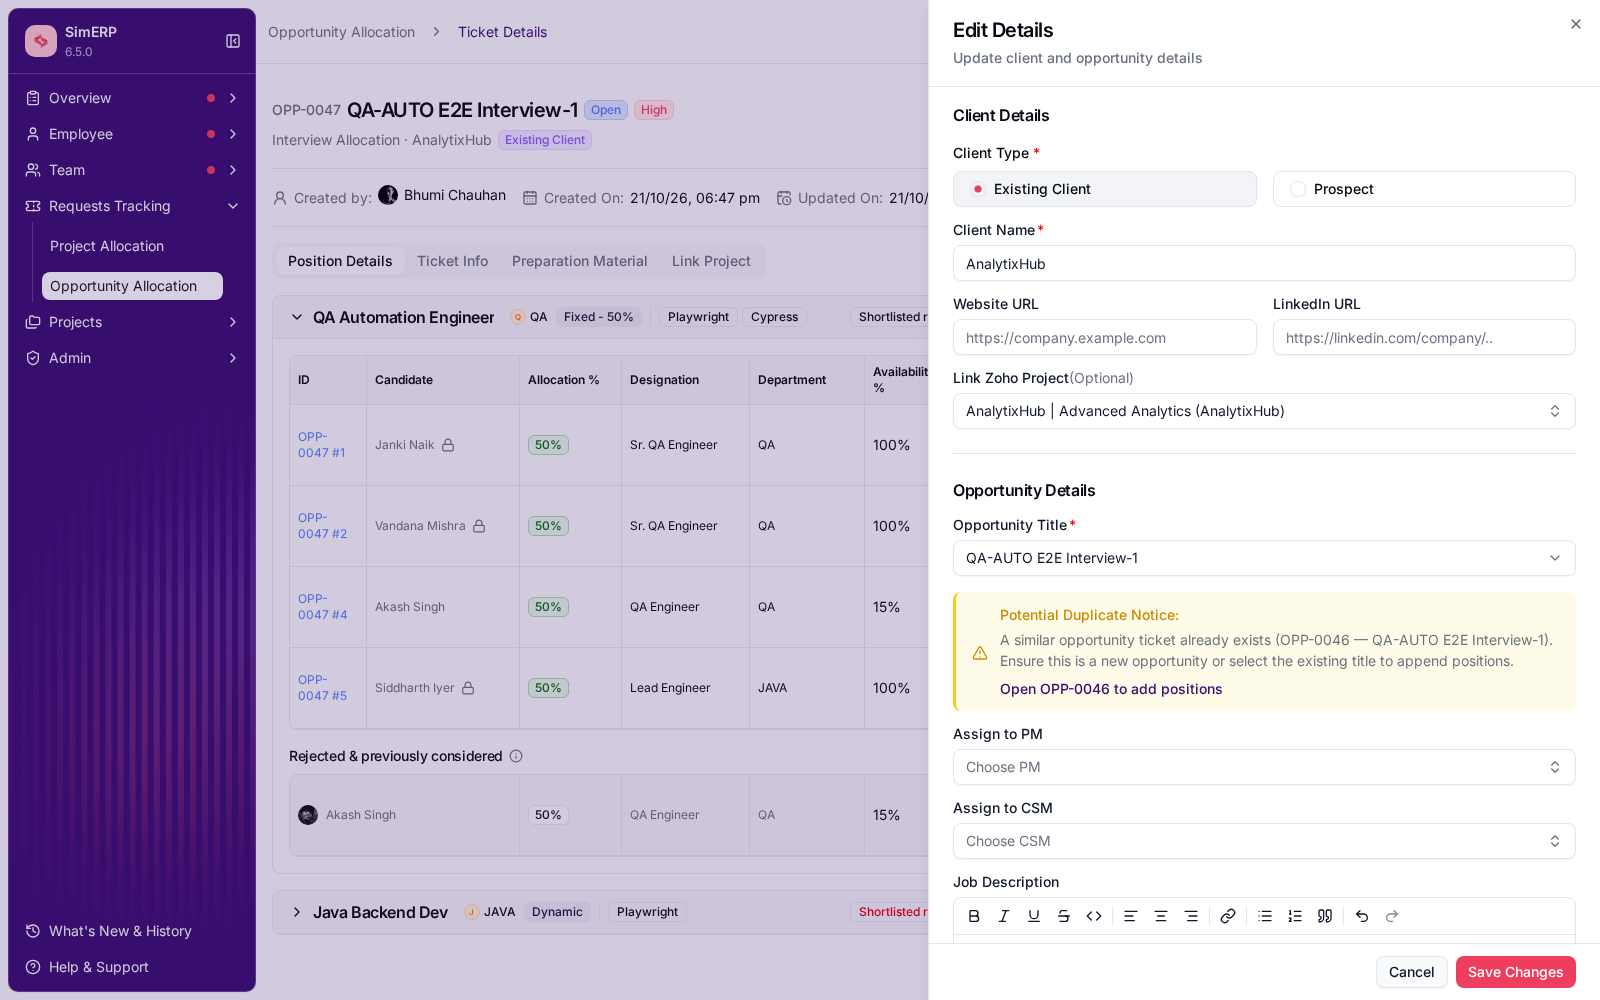 SimERP
6.5.0
Overview
Employee
Team
Requests Tracking
Project Allocation
Opportunity Allocation
Projects
Admin
What's New & History
Help & Support
Opportunity Allocation
Ticket Details
OPP-0047 QA-AUTO E2E Interview-1 Open High
Interview Allocation · AnalytixHub Existing Client
Created by: Bhumi Chauhan Created On: 21/10/26, 06:47 pm Updated On: 21/10/
Position Details Ticket Info Preparation Material Link Project
QA Automation Engineer Q QA Fixed - 50% Playwright Cypress Shortlisted r
ID Candidate Allocation % Designation Department Availabilit
%
OPP-
0047 #1 Janki Naik 50% Sr. QA Engineer QA 100%
OPP-
0047 #2 Vandana Mishra 50% Sr. QA Engineer QA 100%
OPP-
0047 #4 Akash Singh 50% QA Engineer QA 15%
OPP-
0047 #5 Siddharth Iyer 50% Lead Engineer JAVA 100%
Rejected & previously considered
Akash Singh 50% QA Engineer QA 15%
Java Backend Dev J JAVA Dynamic Playwright Shortlisted r
Edit Details
Update client and opportunity details
Client Details
Client Type *
Existing Client Prospect
Client Name *
AnalytixHub
Website URL LinkedIn URL
https://company.example.com https://linkedin.com/company/..
Link Zoho Project(Optional)
AnalytixHub | Advanced Analytics (AnalytixHub)
Opportunity Details
Opportunity Title *
QA-AUTO E2E Interview-1
Potential Duplicate Notice:
A similar opportunity ticket already exists (OPP-0046 — QA-AUTO E2E Interview-1).
Ensure this is a new opportunity or select the existing title to append positions.
Open OPP-0046 to add positions
Assign to PM
Choose PM
Assign to CSM
Choose CSM
Job Description
Cancel Save Changes